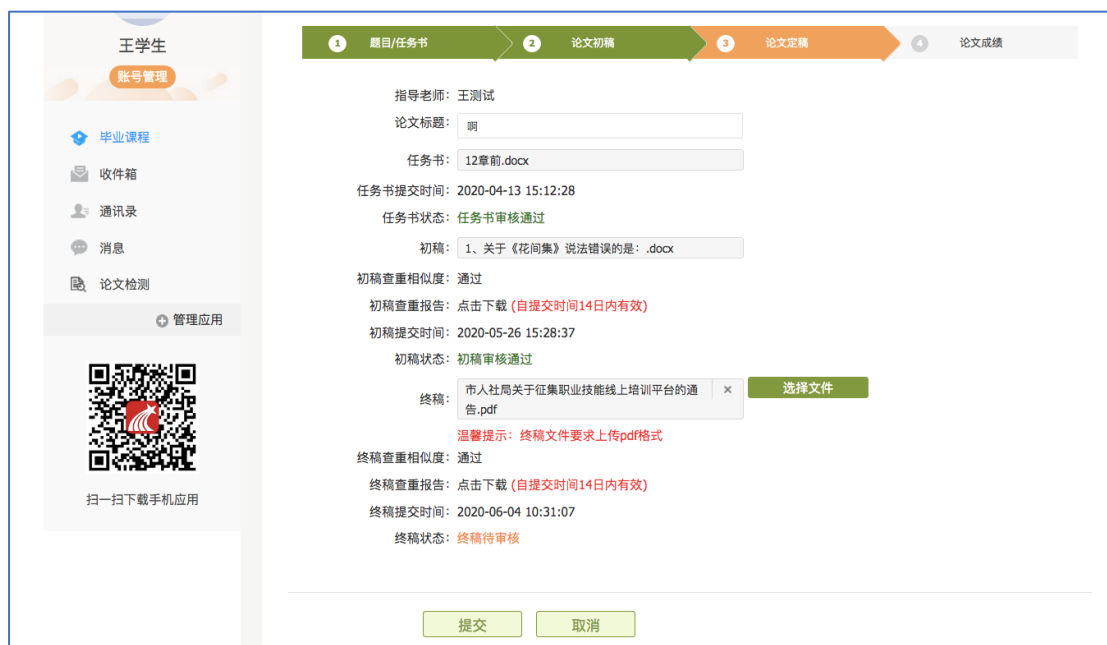 王学生
账号管理
毕业课程
收件箱
通讯录
消息
论文检测
管理应用
扫一扫下载手机应用
1 题目/任务书 2 论文初稿 3 论文定稿 4 论文成绩
指导老师: 王测试
论文标题: 啊
任务书: 12章前.docx
任务书提交时间: 2020-04-13 15:12:28
任务书状态: 任务书审核通过
初稿: 1、关于《花间集》说法错误的是: .docx
初稿查重相似度: 通过
初稿查重报告: 点击下载 (自提交时间14日内有效)
初稿提交时间: 2020-05-26 15:28:37
初稿状态: 初稿审核通过
终稿: 市人社局关于征集职业技能线上培训平台的通 × 选择文件
告.pdf
温馨提示: 终稿文件要求上传pdf格式
终稿查重相似度: 通过
终稿查重报告: 点击下载 (自提交时间14日内有效)
终稿提交时间: 2020-06-04 10:31:07
终稿状态: 终稿待审核
提交 取消